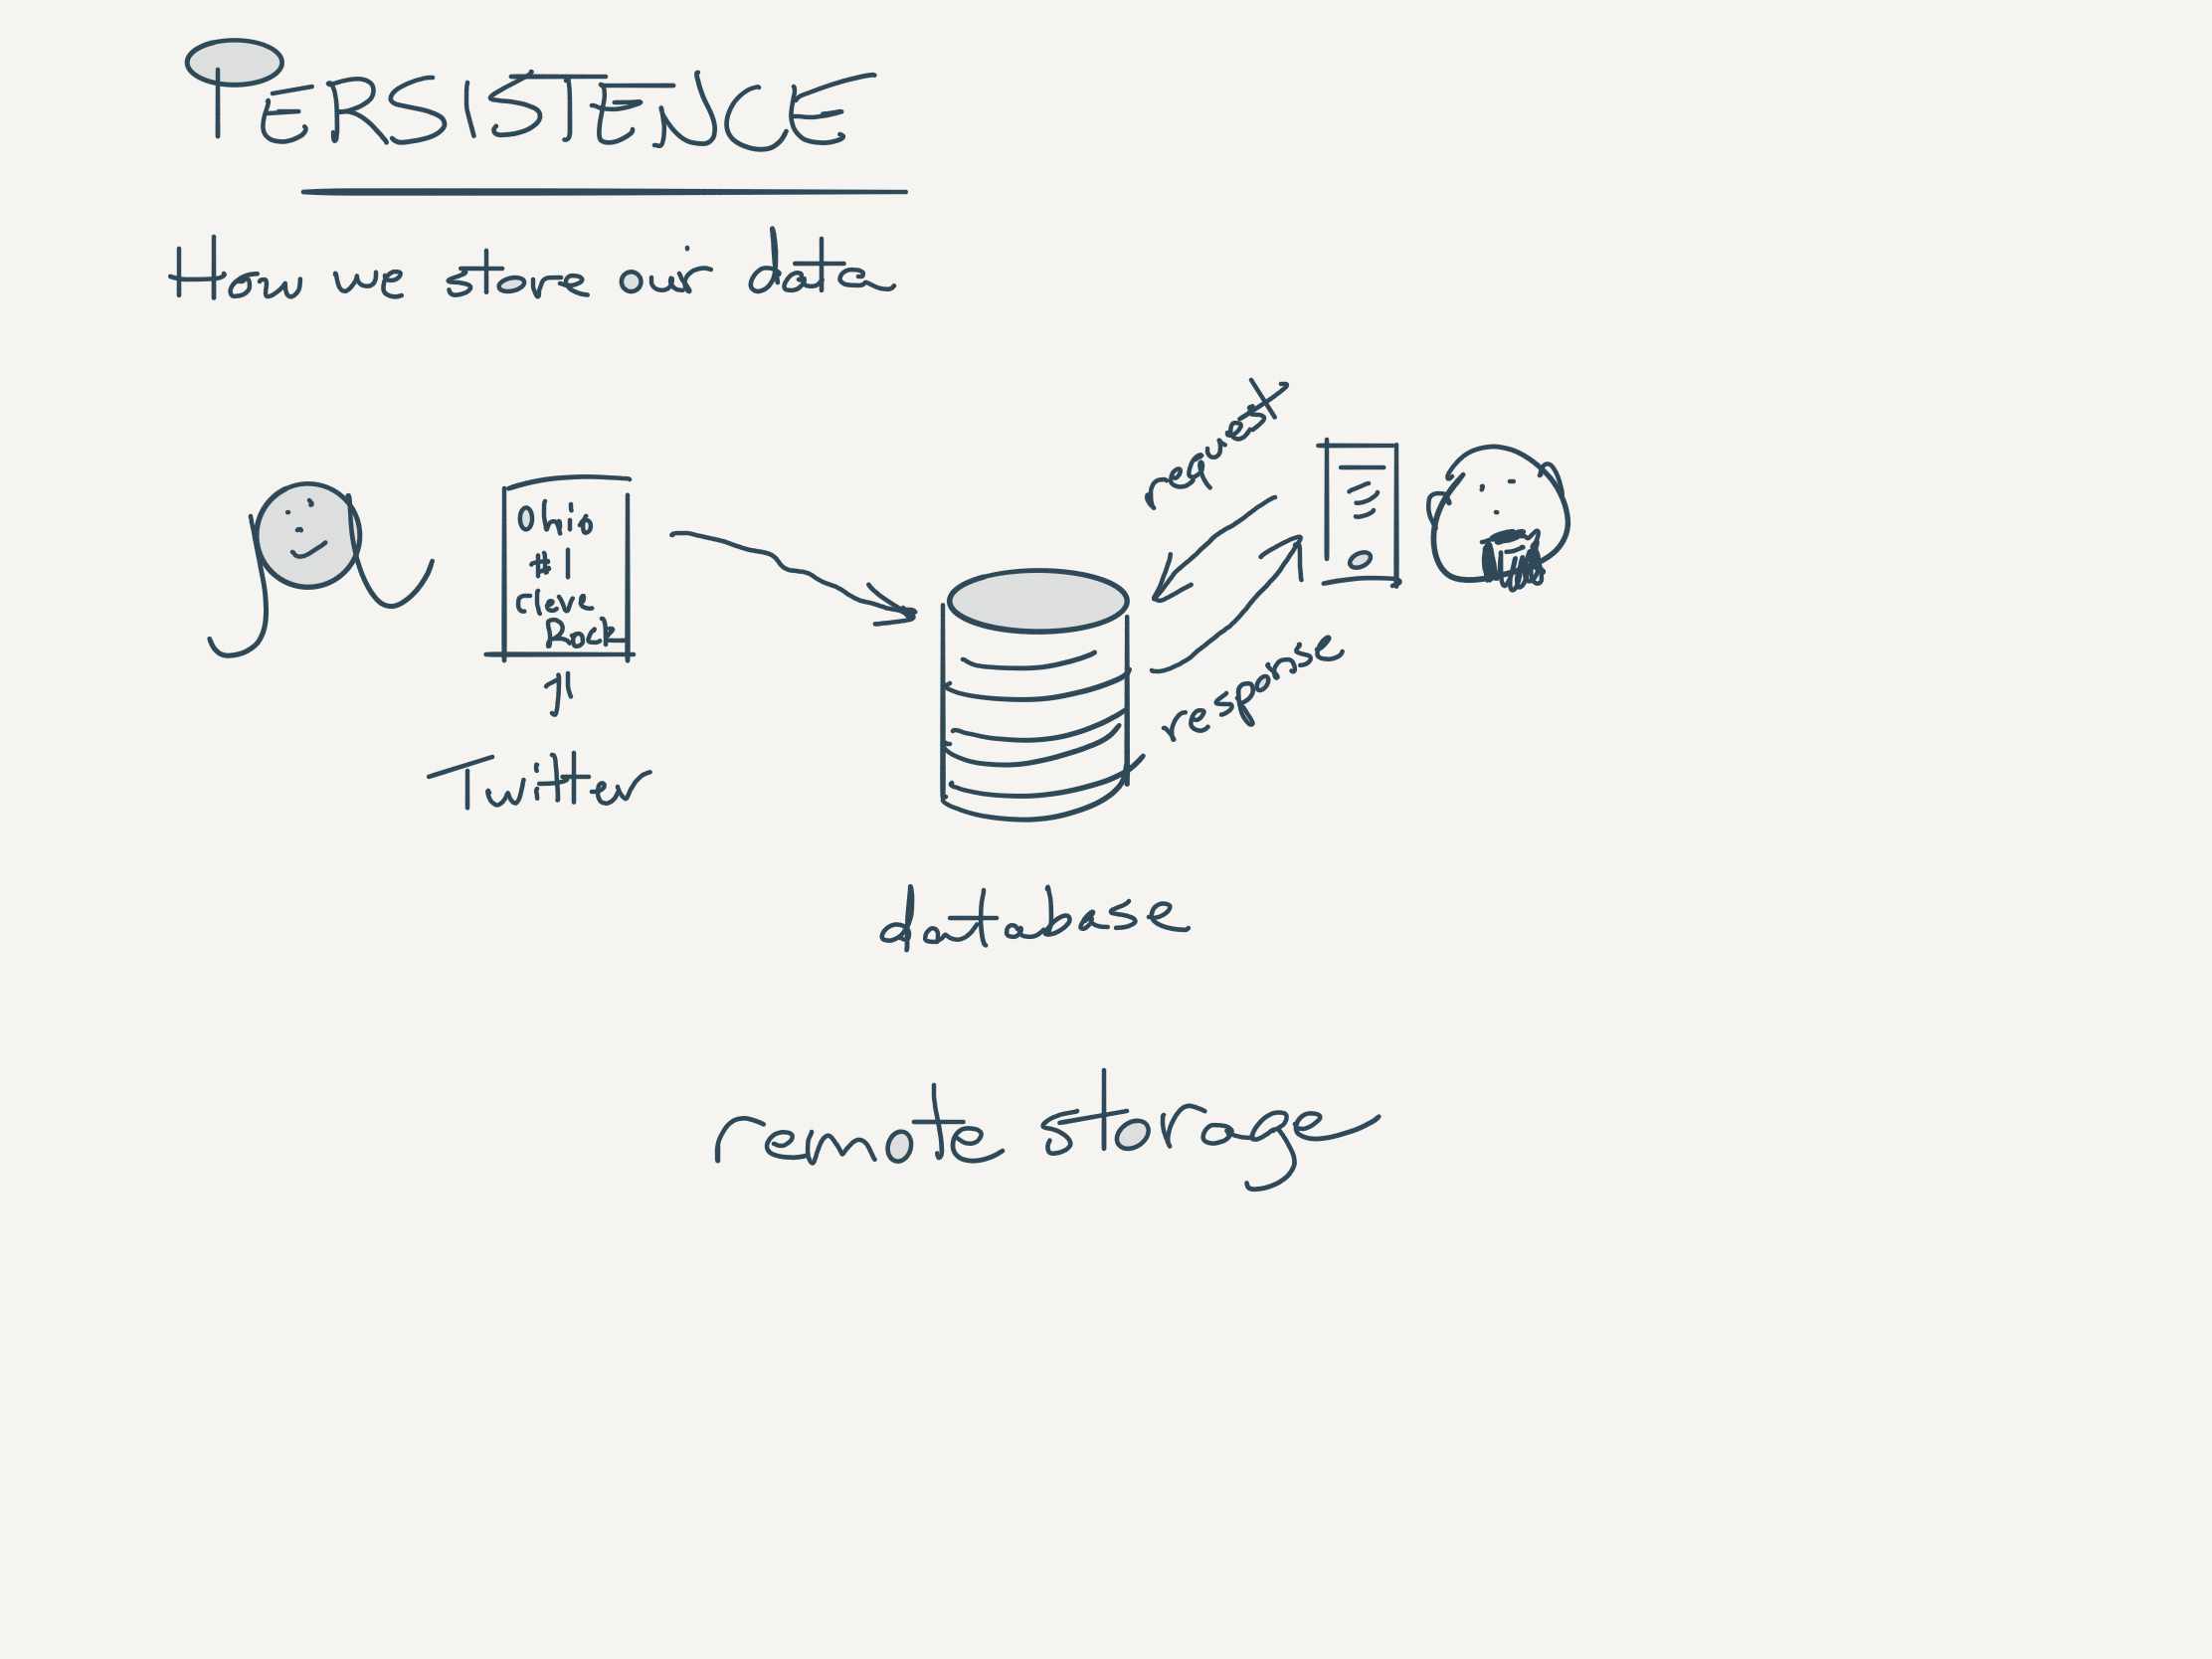 PERSISTENCE
How we store our data
request
Ohio
#1
Cleve
Rock
response
Twitter
database
remote storage